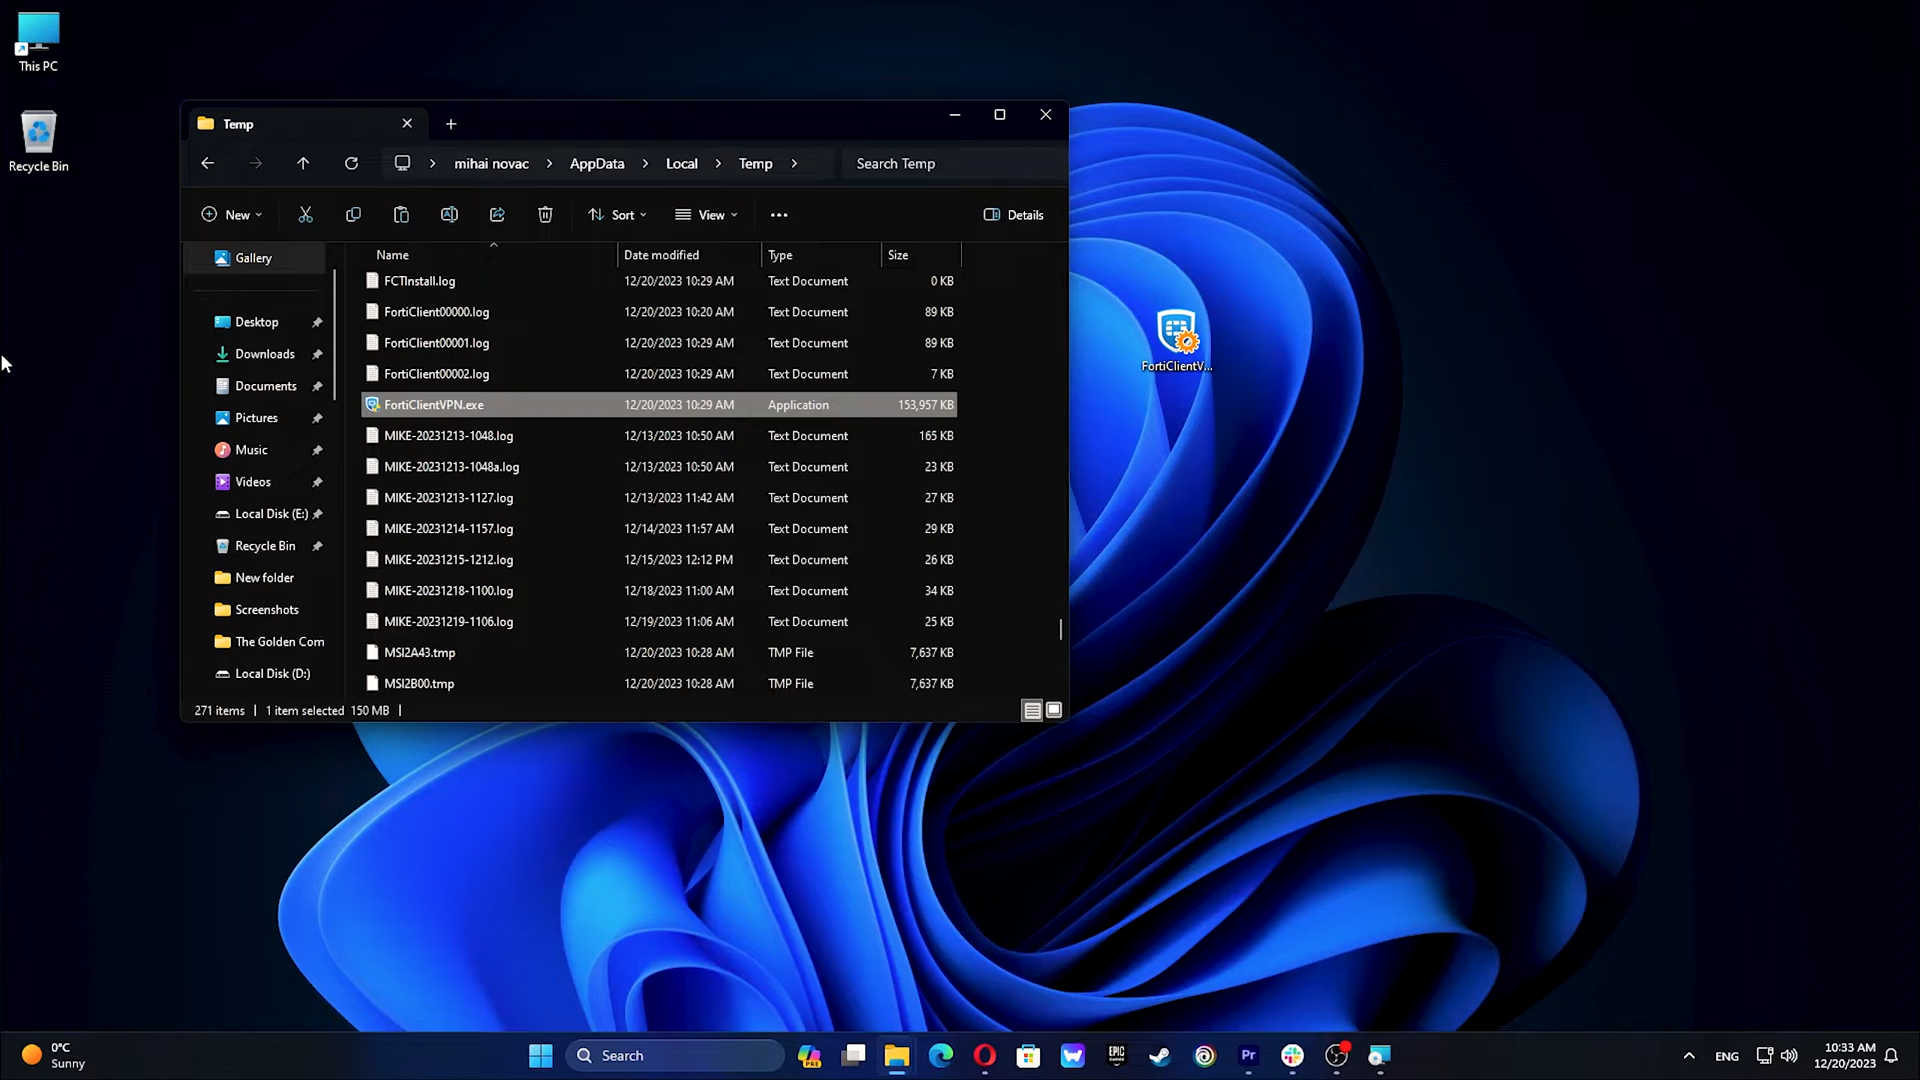 This PC
Recycle Bin
Temp
mihai novac > AppData > Local > Temp >
Search Temp
New
Sort
View
Details
Name Date modified Type Size
Gallery
Desktop
Downloads
Documents
Pictures
Music
Videos
Local Disk (E:)
Recycle Bin
New folder
Screenshots
The Golden Com
Local Disk (D:)
FCTInstall.log 12/20/2023 10:29 AM Text Document 0 KB
FortiClient00000.log 12/20/2023 10:20 AM Text Document 89 KB
FortiClient00001.log 12/20/2023 10:29 AM Text Document 89 KB
FortiClient00002.log 12/20/2023 10:29 AM Text Document 7 KB
FortiClientVPN.exe 12/20/2023 10:29 AM Application 153,957 KB
MIKE-20231213-1048.log 12/13/2023 10:50 AM Text Document 165 KB
MIKE-20231213-1048a.log 12/13/2023 10:50 AM Text Document 23 KB
MIKE-20231213-1127.log 12/13/2023 11:42 AM Text Document 27 KB
MIKE-20231214-1157.log 12/14/2023 11:57 AM Text Document 29 KB
MIKE-20231215-1212.log 12/15/2023 12:12 PM Text Document 26 KB
MIKE-20231218-1100.log 12/18/2023 11:00 AM Text Document 34 KB
MIKE-20231219-1106.log 12/19/2023 11:06 AM Text Document 25 KB
MSI2A43.tmp 12/20/2023 10:28 AM TMP File 7,637 KB
MSI2B00.tmp 12/20/2023 10:28 AM TMP File 7,637 KB
271 items | 1 item selected 150 MB |
FortiClientV...
0°C
Sunny
Search
PRE
EPIC
GAMES
Pr
ENG
10:33 AM
12/20/2023